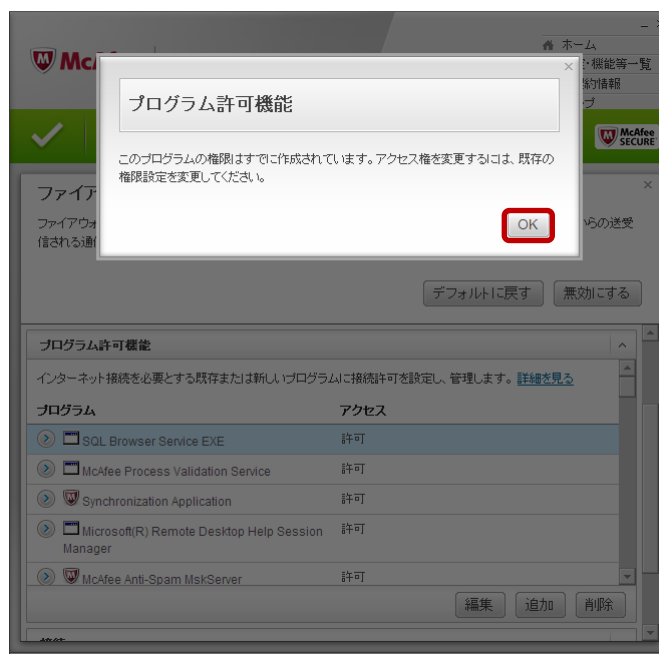 ホーム
McA
機能等一覧
約情報
プ
プログラム許可機能
McAfee
SECURE
このプログラムの権限はすでに作成されています。アクセス権を変更するには、既存の
権限設定を変更してください。
OK
ファイア
ファイアウォ
らの送受
信される通信
デフォルトに戻す
無効にする
プログラム許可機能
インターネット接続を必要とする既存または新しいプログラムに接続許可を設定し、管理します。詳細を見る
プログラム アクセス
SQL Browser Service EXE 許可
McAfee Process Validation Service 許可
Synchronization Application 許可
Microsoft(R) Remote Desktop Help Session 許可
Manager
McAfee Anti-Spam MskServer 許可
編集 追加 削除